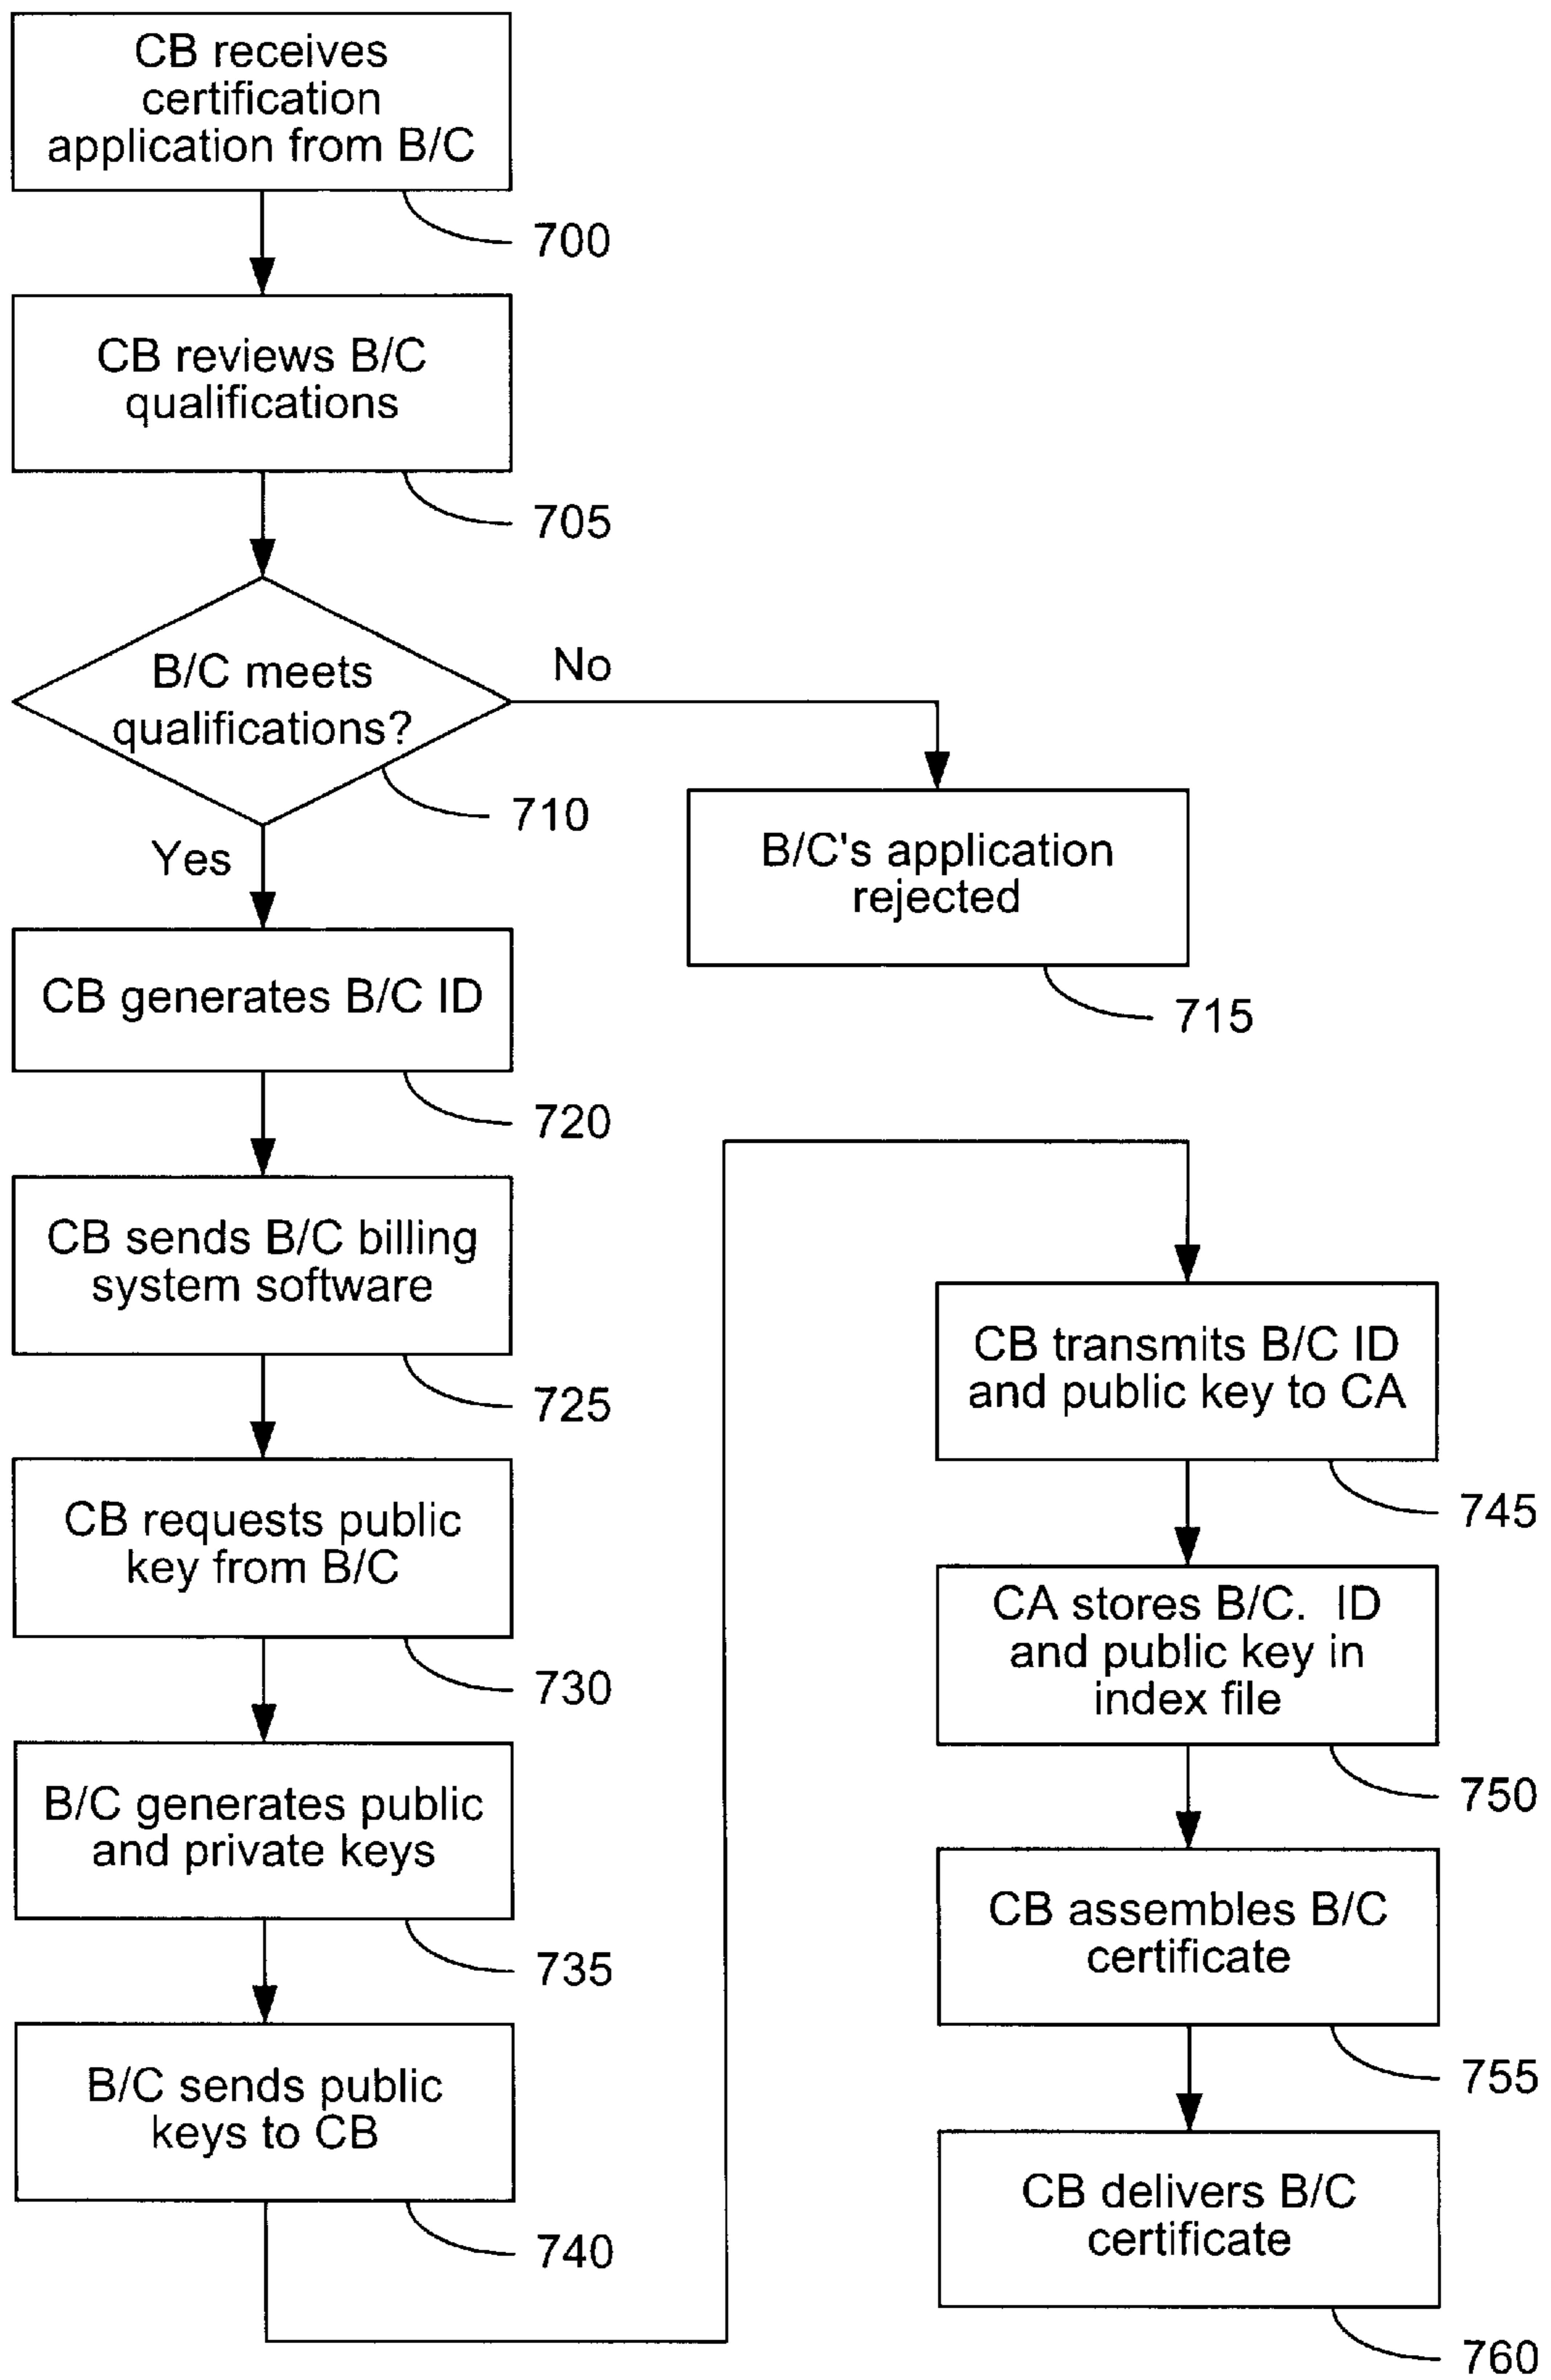 CB receives
certification
application from B/C
700
CB reviews B/C
qualifications
705
B/C meets
qualifications?
710
No
B/C's application
rejected
715
Yes
CB generates B/C ID
720
CB sends B/C billing
system software
725
CB requests public
key from B/C
730
B/C generates public
and private keys
735
B/C sends public
keys to CB
740
CB transmits B/C ID
and public key to CA
745
CA stores B/C.  ID
and public key in
index file
750
CB assembles B/C
certificate
755
CB delivers B/C
certificate
760